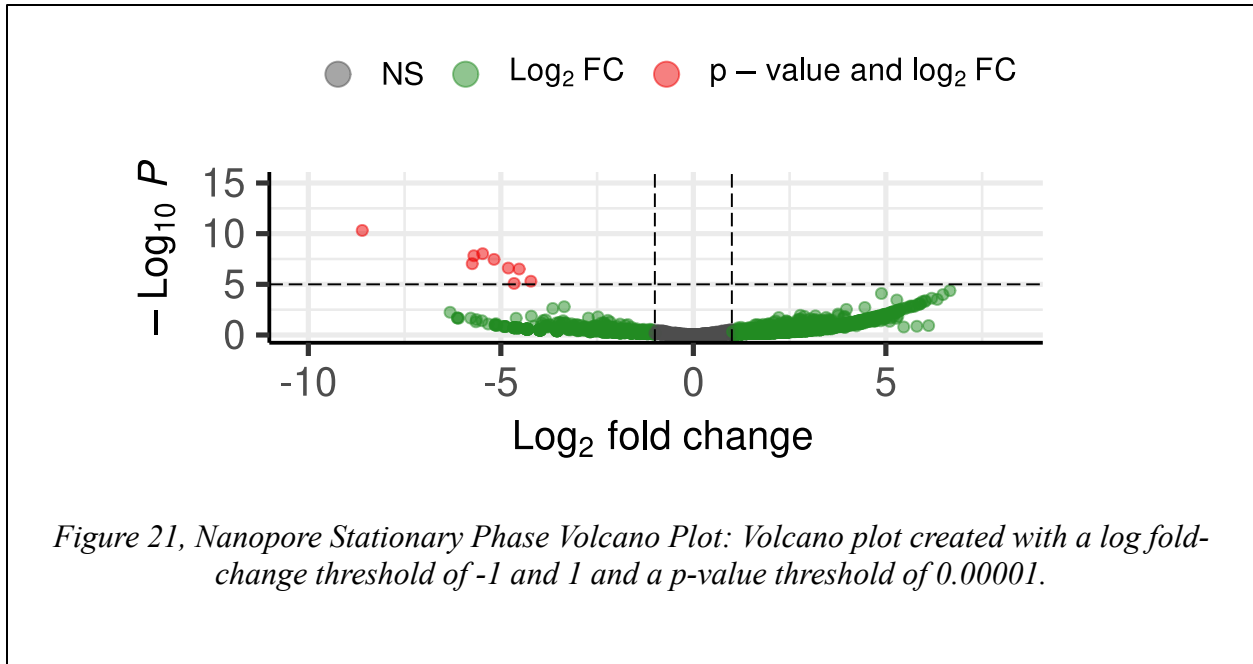 NS Log₂ FC p – value and log₂ FC
– Log₁₀ P
15
10
5
0
-10 -5 0 5
Log₂ fold change
Figure 21, Nanopore Stationary Phase Volcano Plot: Volcano plot created with a log fold-
change threshold of -1 and 1 and a p-value threshold of 0.00001.